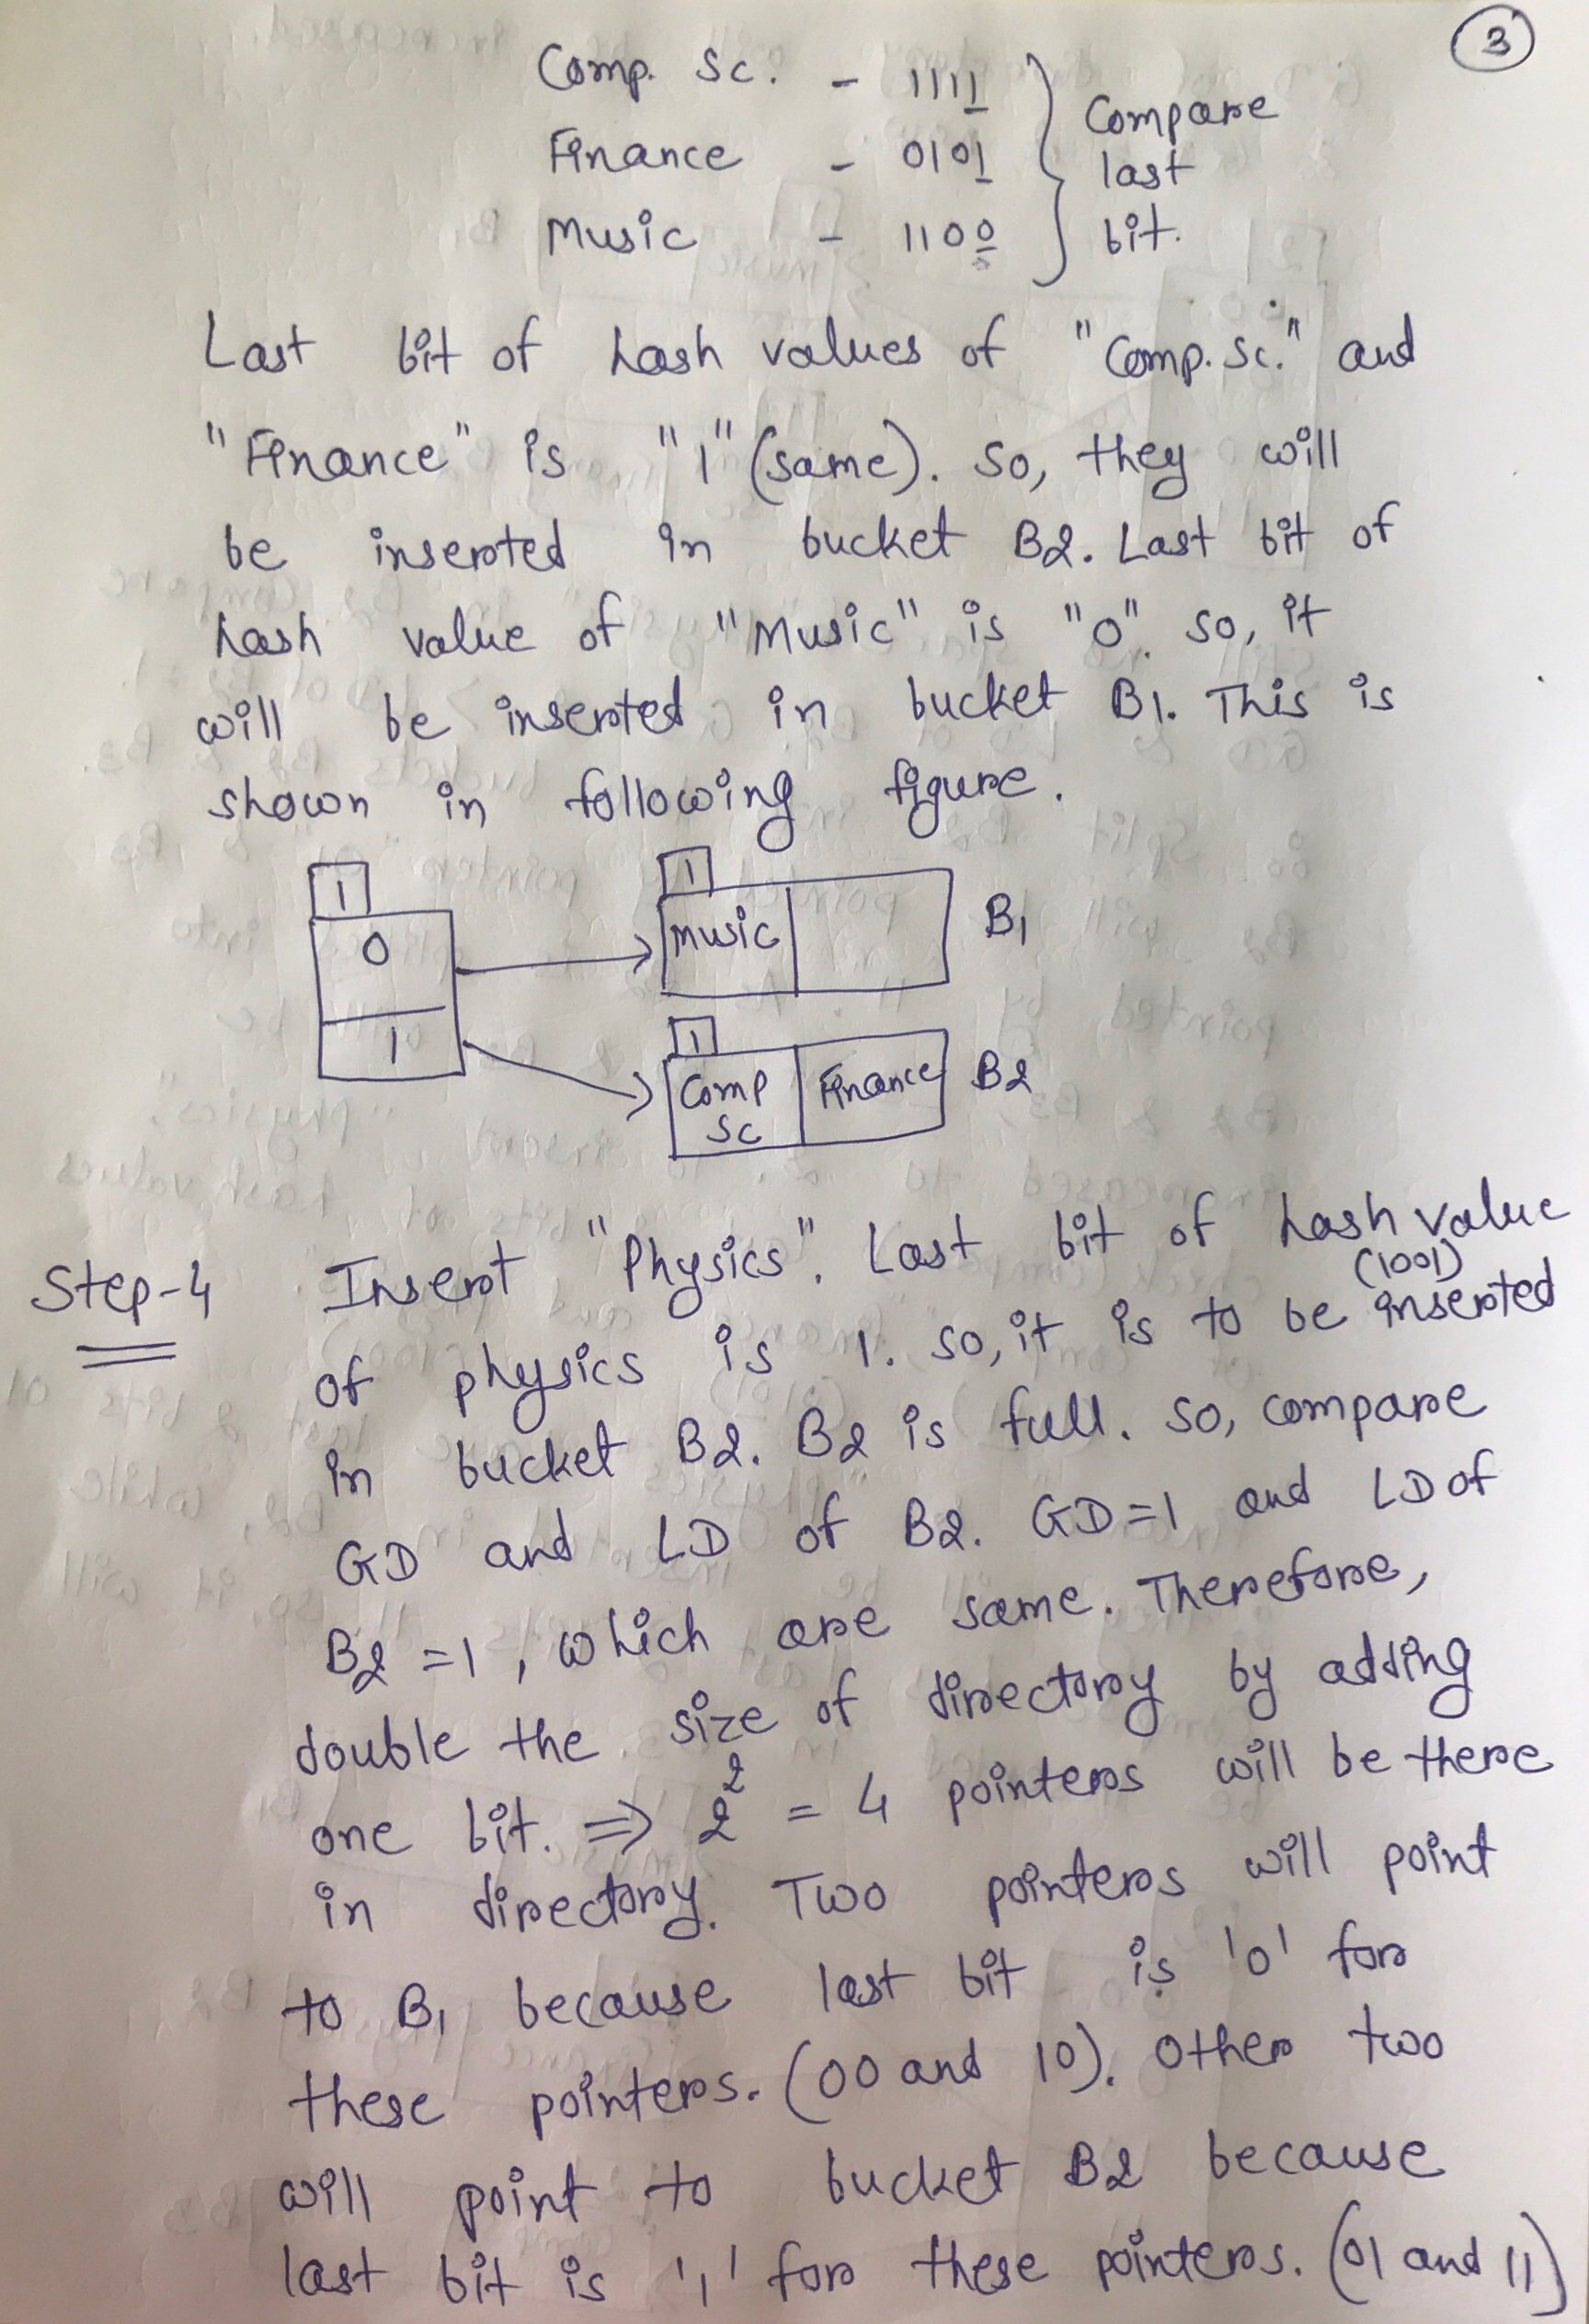 3
Comp. Sc. - 1111
Finance - 0101
Music - 1100
Compare
last
bit.
Last bit of hash values of "Comp. Sc." and
"Finance" is "1" (same). So, they will
be inserted in bucket B2. Last bit of
hash value of "Music" is "0". So, it
will be inserted in bucket B1. This is
shown in following figure.
1
0
1
1
Music
B1
1
Comp
Sc
Finance
B2
Step-4 Insert "Physics". Last bit of hash value
(1001)
of physics is 1. So, it is to be inserted
in bucket B2. B2 is full. So, compare
GD and LD of B2. GD=1 and LD of
B2 =1, which are same. Therefore,
double the size of directory by adding
one bit. ⇒ 2² = 4 pointers will be there
in directory. Two pointers will point
to B1 because last bit is '0' for
these pointers. (00 and 10). Other two
will point to bucket B2 because
last bit is '1' for these pointers. (01 and 11)